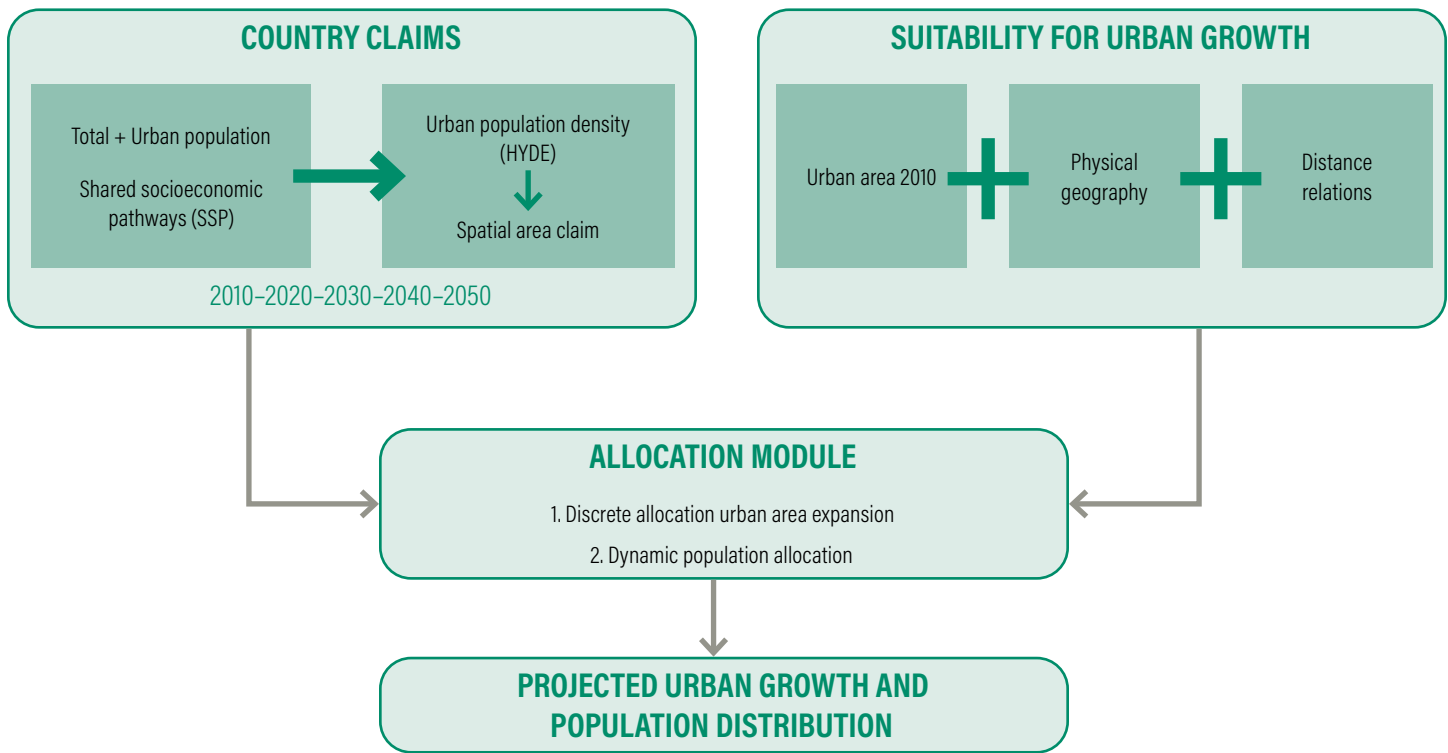 COUNTRY CLAIMS
Total + Urban population
Shared socioeconomic
pathways (SSP)
Urban population density
(HYDE)
Spatial area claim
2010–2020–2030–2040–2050
SUITABILITY FOR URBAN GROWTH
Urban area 2010
Physical
geography
Distance
relations
ALLOCATION MODULE
1. Discrete allocation urban area expansion
2. Dynamic population allocation
PROJECTED URBAN GROWTH AND
POPULATION DISTRIBUTION